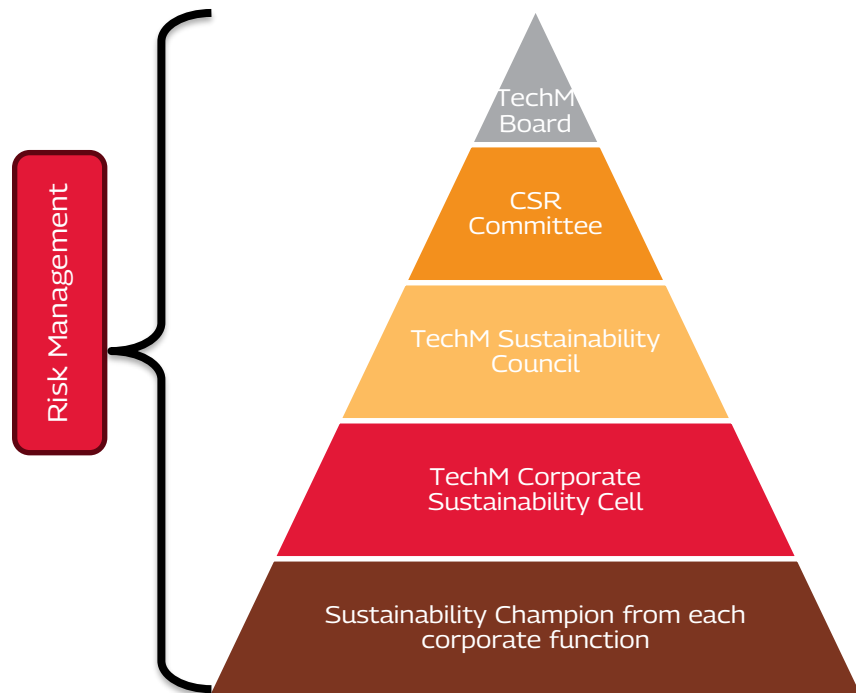 Risk Management
TechM
Board
CSR
Committee
TechM Sustainability
Council
TechM Corporate
Sustainability Cell
Sustainability Champion from each
corporate function